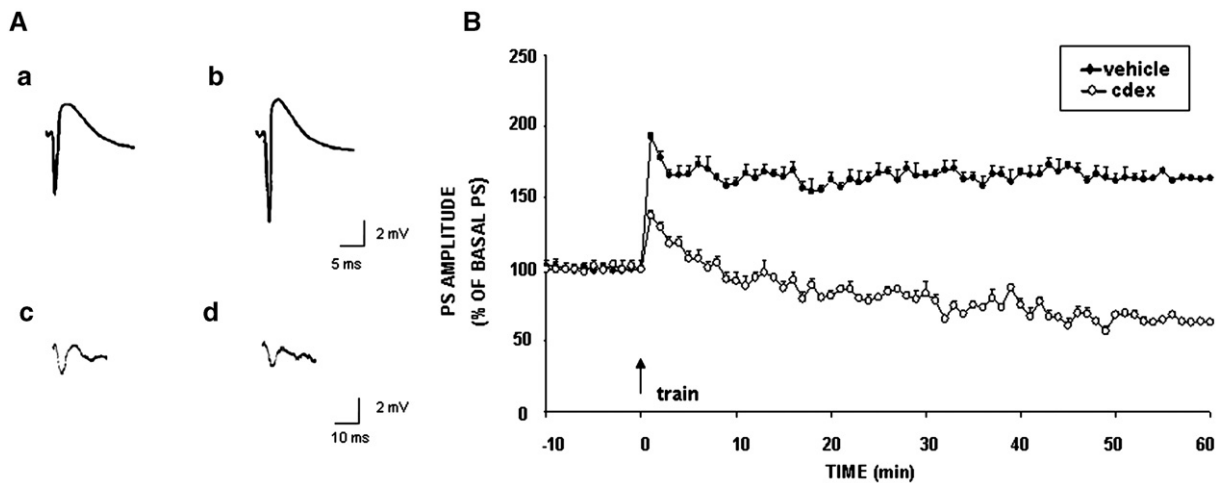 A
B
a
b
2 mV
5 ms
c
d
2 mV
10 ms
PS AMPLITUDE
(% OF BASAL PS)
250
200
150
100
50
0
vehicle
cdex
train
-10
0
10
20
30
40
50
60
TIME (min)